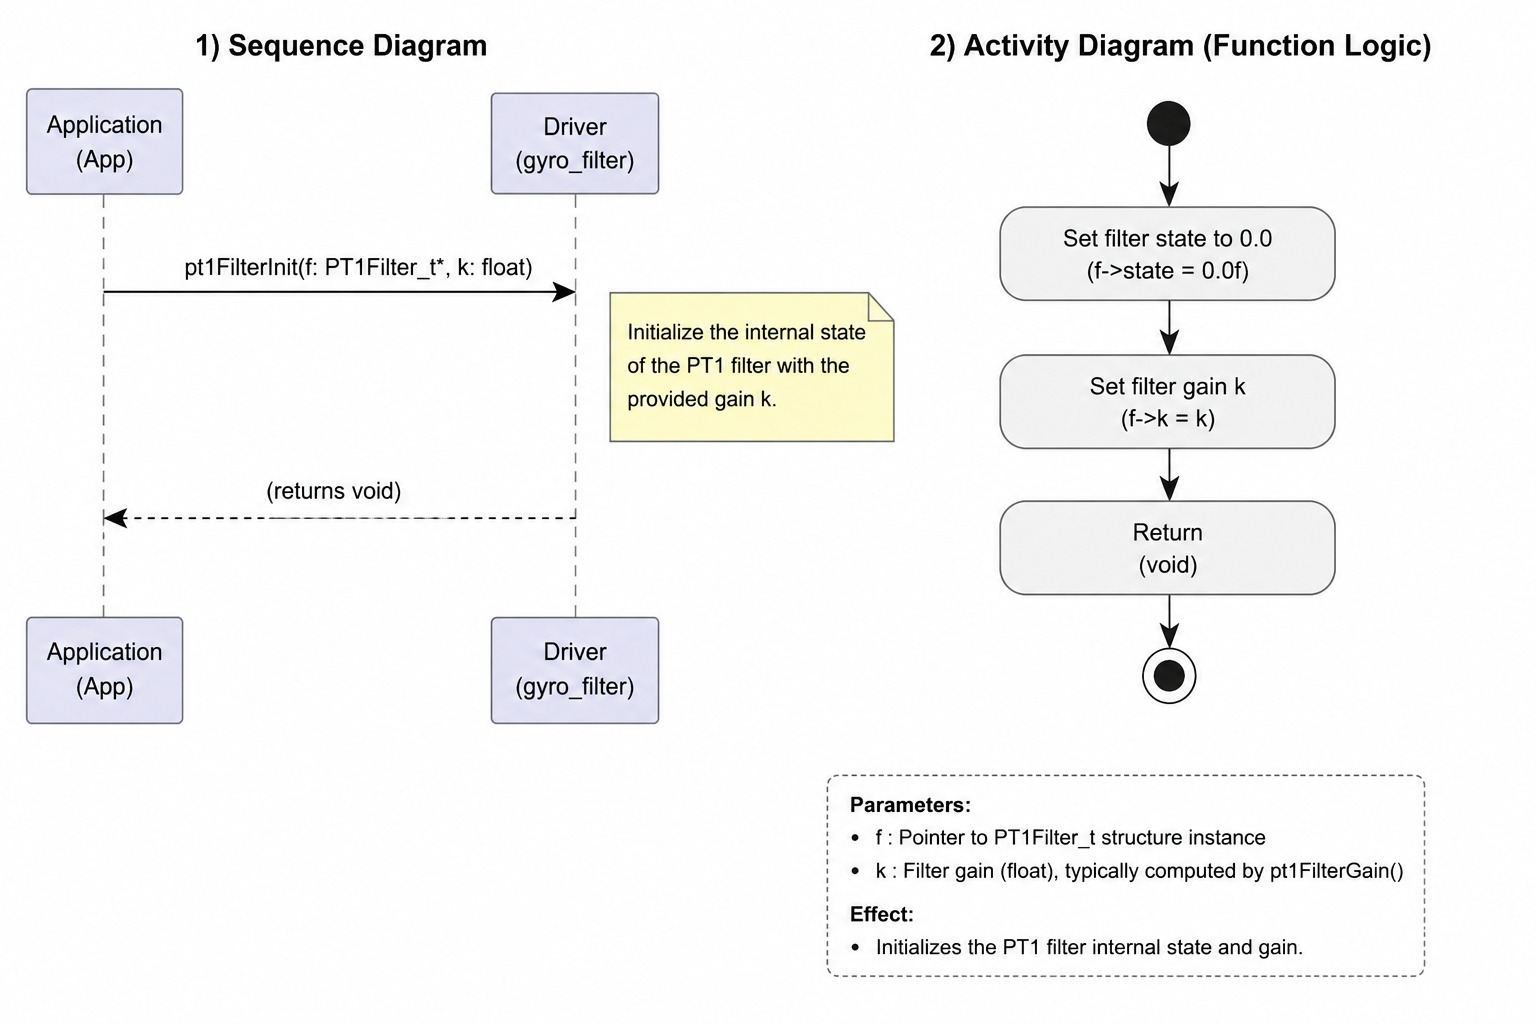 1) Sequence Diagram
Application
(App)
Driver
(gyro_filter)
pt1FilterInit(f: PT1Filter_t*, k: float)
Initialize the internal state
of the PT1 filter with the
provided gain k.
(returns void)
Application
(App)
Driver
(gyro_filter)
2) Activity Diagram (Function Logic)
Set filter state to 0.0
(f->state = 0.0f)
Set filter gain k
(f->k = k)
Return
(void)
Parameters:
• f : Pointer to PT1Filter_t structure instance
• k : Filter gain (float), typically computed by pt1FilterGain()
Effect:
• Initializes the PT1 filter internal state and gain.